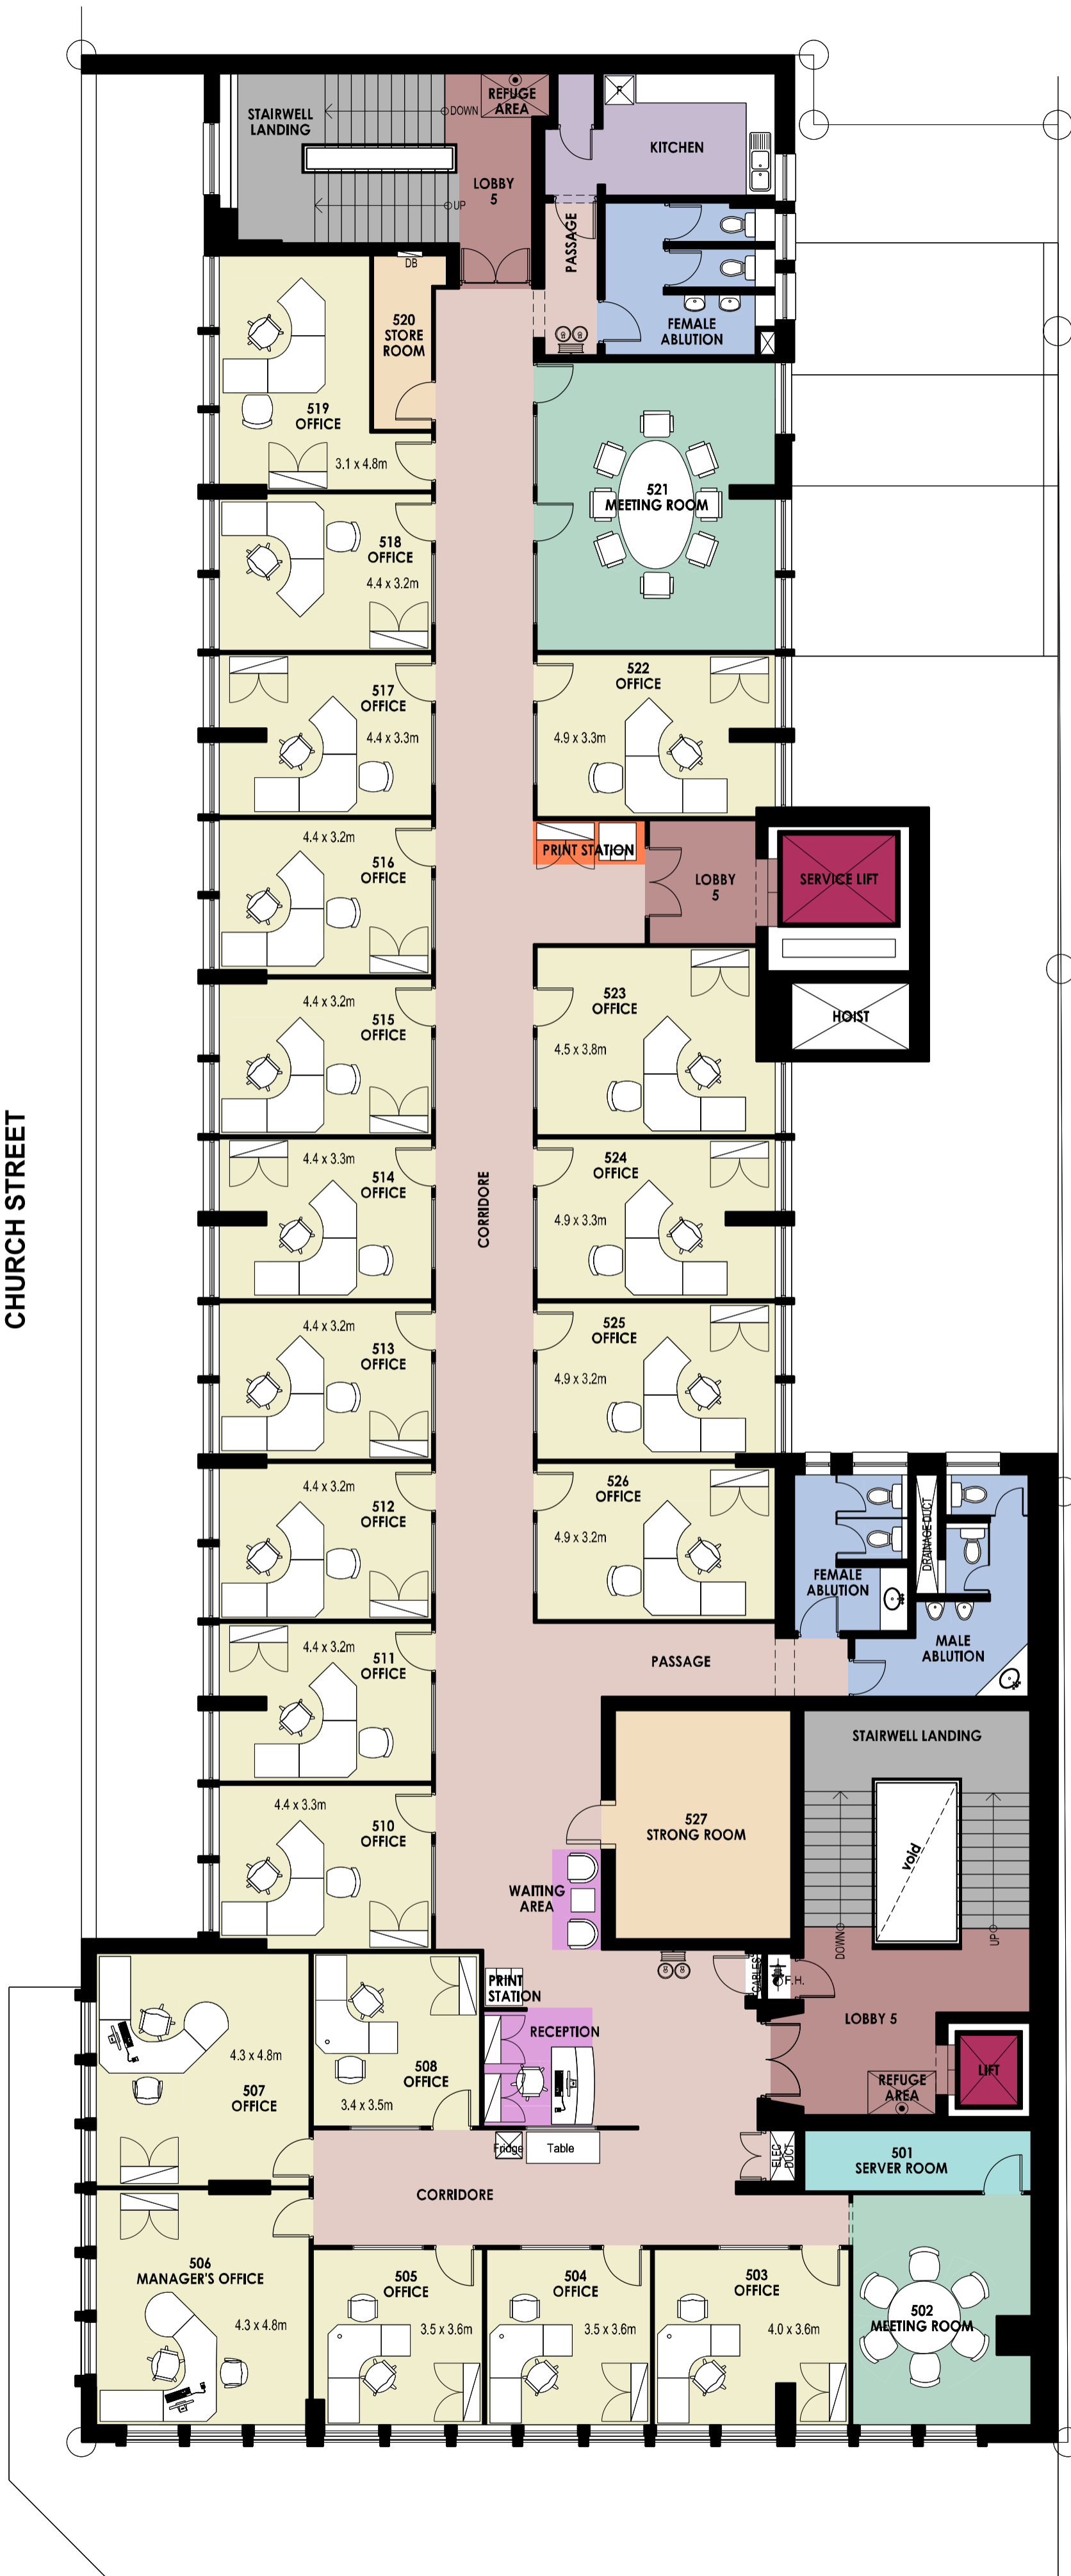 STAIRWELL
LANDING
DOWN
UP
REFUGE
AREA
LOBBY
5
F
KITCHEN
PASSAGE
FEMALE
ABLUTION
DB
520
STORE
ROOM
519
OFFICE
3.1 x 4.8m
521
MEETING ROOM
518
OFFICE
4.4 x 3.2m
517
OFFICE
4.4 x 3.3m
522
OFFICE
4.9 x 3.3m
4.4 x 3.2m
516
OFFICE
PRINT STATION
LOBBY
5
SERVICE LIFT
HOIST
4.4 x 3.2m
515
OFFICE
523
OFFICE
4.5 x 3.8m
CHURCH STREET
CORRIDORE
4.4 x 3.3m
514
OFFICE
524
OFFICE
4.9 x 3.3m
4.4 x 3.2m
513
OFFICE
525
OFFICE
4.9 x 3.2m
4.4 x 3.2m
512
OFFICE
526
OFFICE
4.9 x 3.2m
DRAINAGE DUCT
FEMALE
ABLUTION
MALE
ABLUTION
4.4 x 3.2m
511
OFFICE
PASSAGE
STAIRWELL LANDING
4.4 x 3.3m
510
OFFICE
527
STRONG ROOM
void
DOWN
UP
WAITING
AREA
PRINT
STATION
CABLES
F.H.
RECEPTION
LOBBY 5
4.3 x 4.8m
507
OFFICE
508
OFFICE
3.4 x 3.5m
REFUGE
AREA
LIFT
Fridge
Table
ELEC
DUCT
501
SERVER ROOM
CORRIDORE
506
MANAGER'S OFFICE
4.3 x 4.8m
505
OFFICE
3.5 x 3.6m
504
OFFICE
3.5 x 3.6m
503
OFFICE
4.0 x 3.6m
502
MEETING ROOM